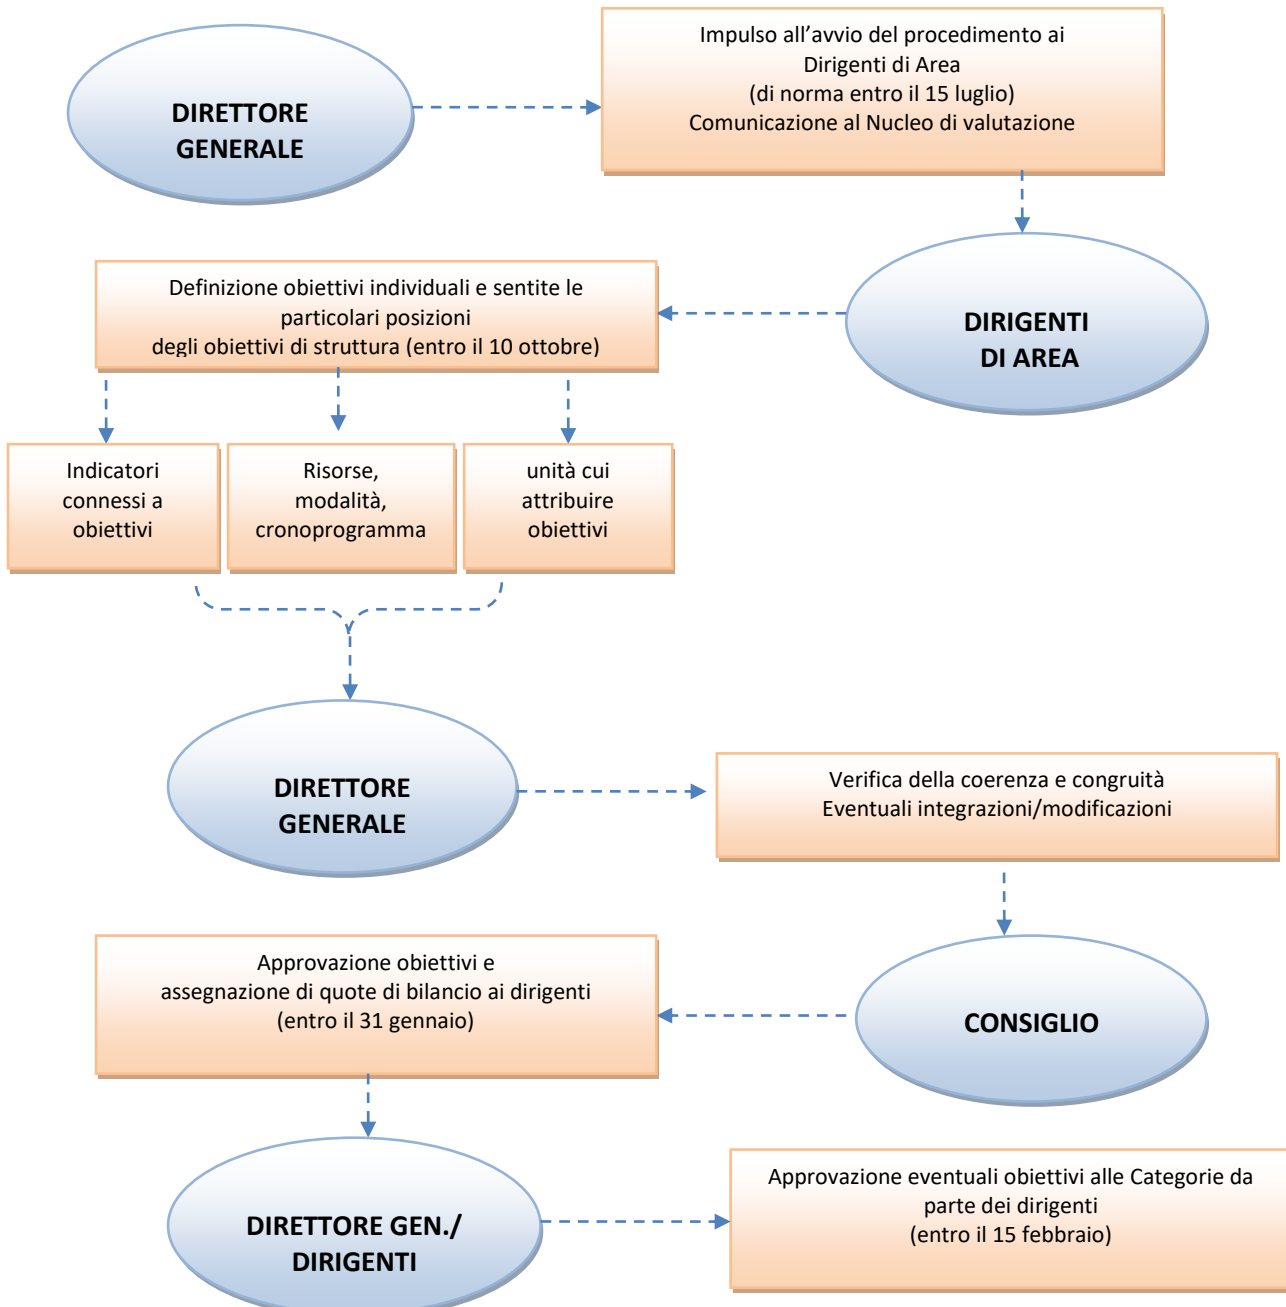 DIRETTORE
GENERALE
Impulso all’avvio del procedimento ai
Dirigenti di Area
(di norma entro il 15 luglio)
Comunicazione al Nucleo di valutazione
DIRIGENTI
DI AREA
Definizione obiettivi individuali e sentite le
particolari posizioni
degli obiettivi di struttura (entro il 10 ottobre)
Indicatori
connessi a
obiettivi
Risorse,
modalità,
cronoprogramma
unità cui
attribuire
obiettivi
DIRETTORE
GENERALE
Verifica della coerenza e congruità
Eventuali integrazioni/modificazioni
CONSIGLIO
Approvazione obiettivi e
assegnazione di quote di bilancio ai dirigenti
(entro il 31 gennaio)
DIRETTORE GEN./
DIRIGENTI
Approvazione eventuali obiettivi alle Categorie da
parte dei dirigenti
(entro il 15 febbraio)